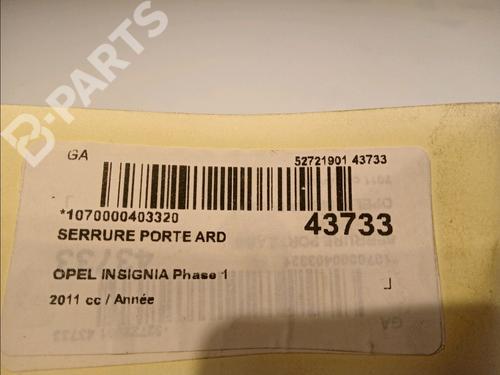 B-PARTS
GA
52721901 43733
*1070000403320
43733
SERRURE PORTE ARD
OPEL INSIGNIA Phase 1
2011 cc / Année